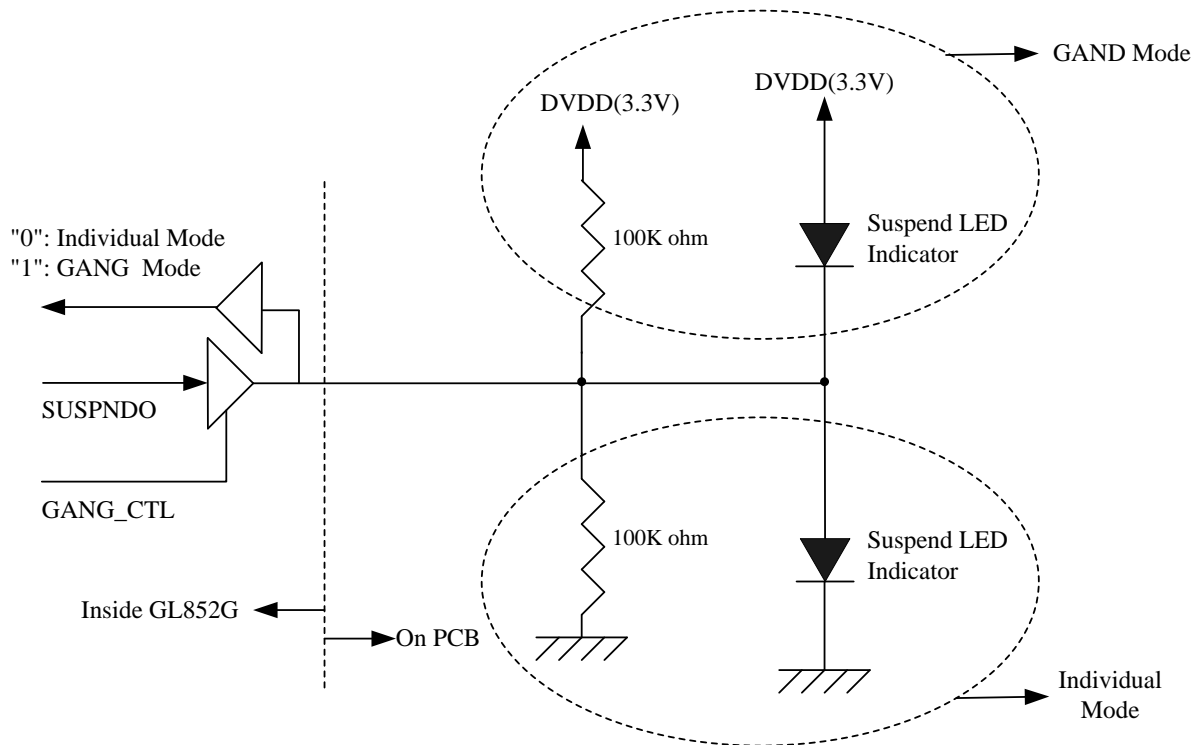 GAND Mode
DVDD(3.3V)
DVDD(3.3V)
"0": Individual Mode
"1": GANG Mode
100K ohm
Suspend LED
Indicator
SUSPNDO
GANG_CTL
100K ohm
Suspend LED
Indicator
Inside GL852G
On PCB
Individual
Mode